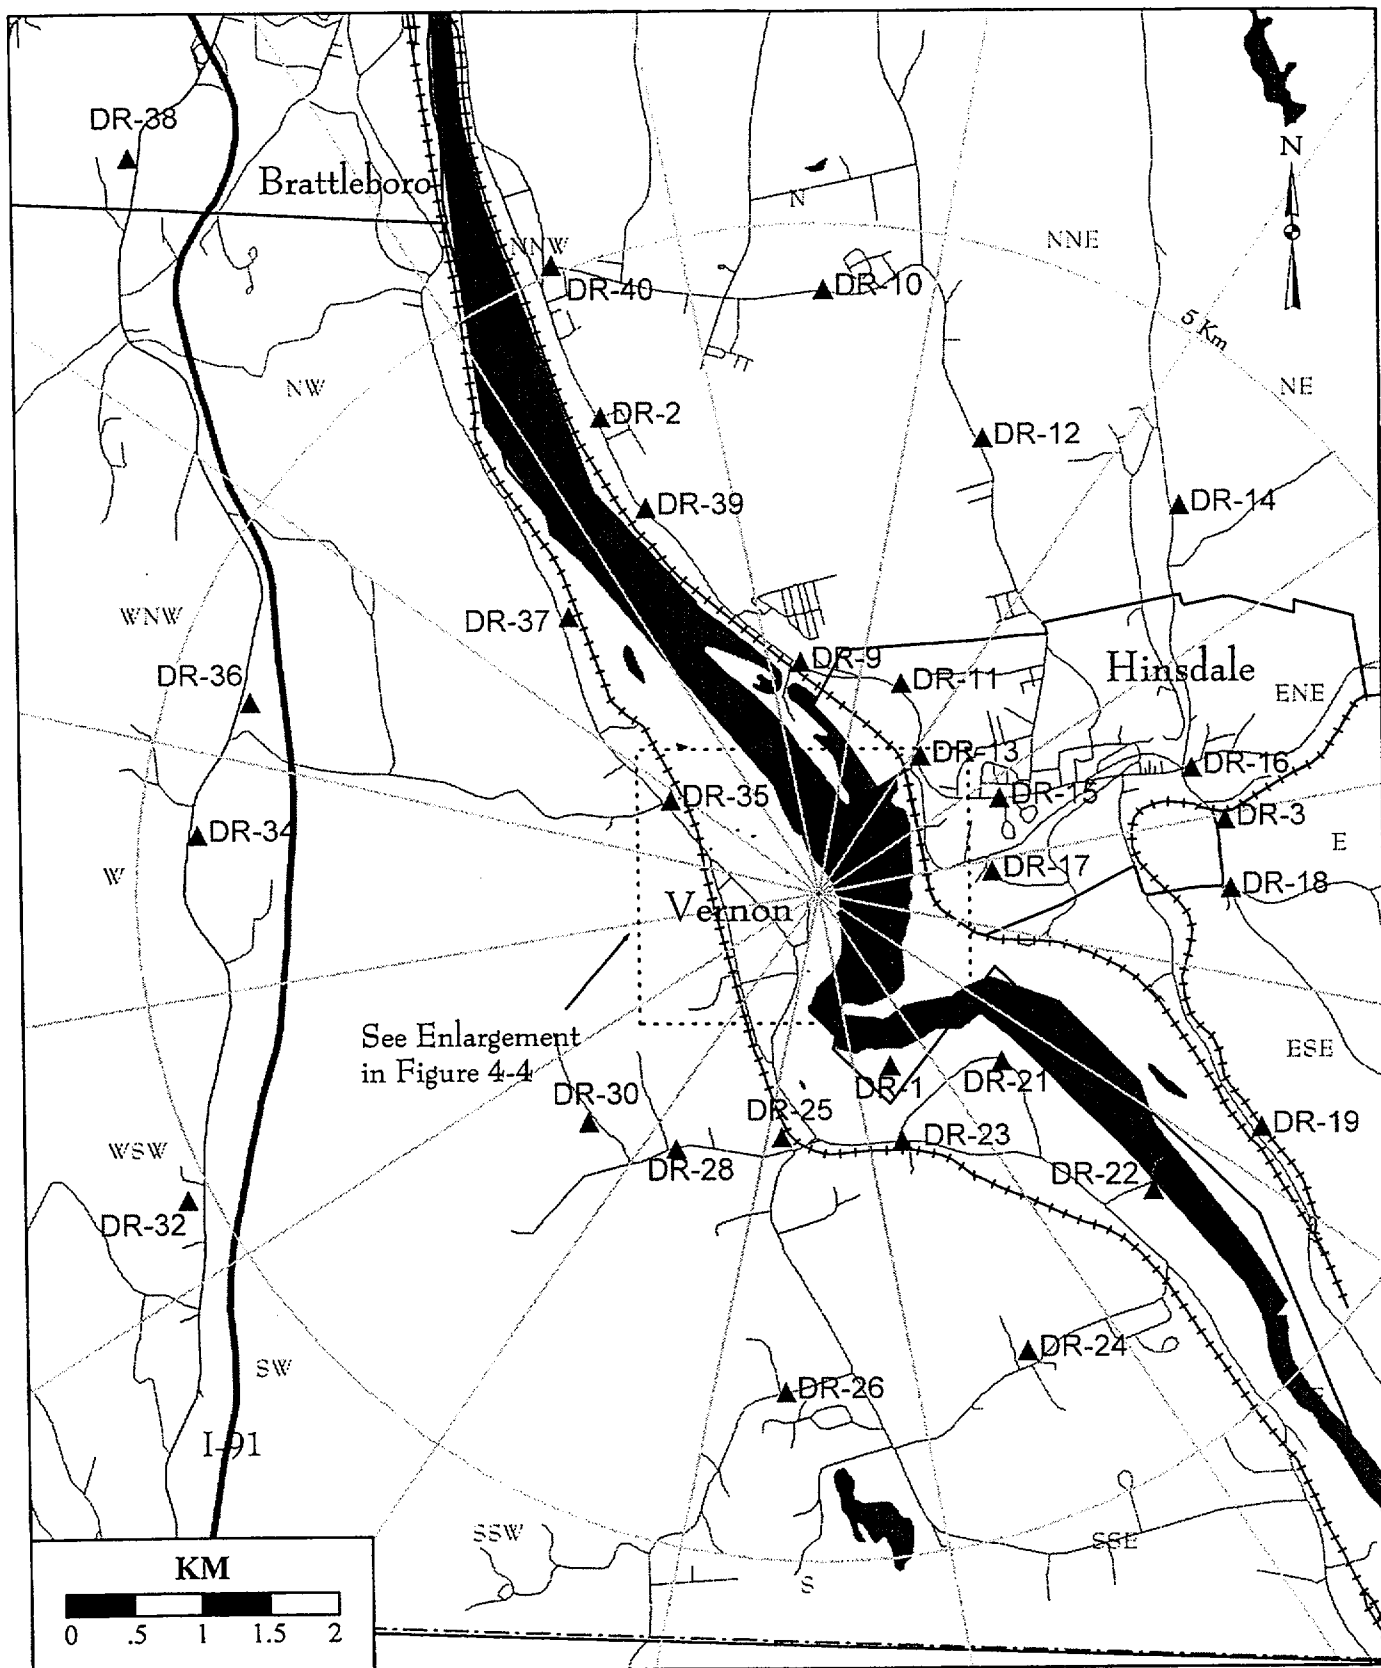 DR-38
N
Brattleboro
N
NNW
NNE
DR-40
DR-10
5 Km
NW
NE
DR-2
DR-12
DR-39
DR-14
WNW
DR-37
DR-9
Hinsdale
DR-36
DR-11
ENE
DR-13
DR-16
DR-35
DR-15
DR-3
DR-34
E
W
DR-17
DR-18
Vernon
See Enlargement
in Figure 4-4
ESE
DR-1
DR-21
DR-30
DR-25
DR-19
DR-23
WSW
DR-28
DR-22
DR-32
DR-24
SW
DR-26
I-91
SSW
SSE
KM
S
0 .5 1 1.5 2